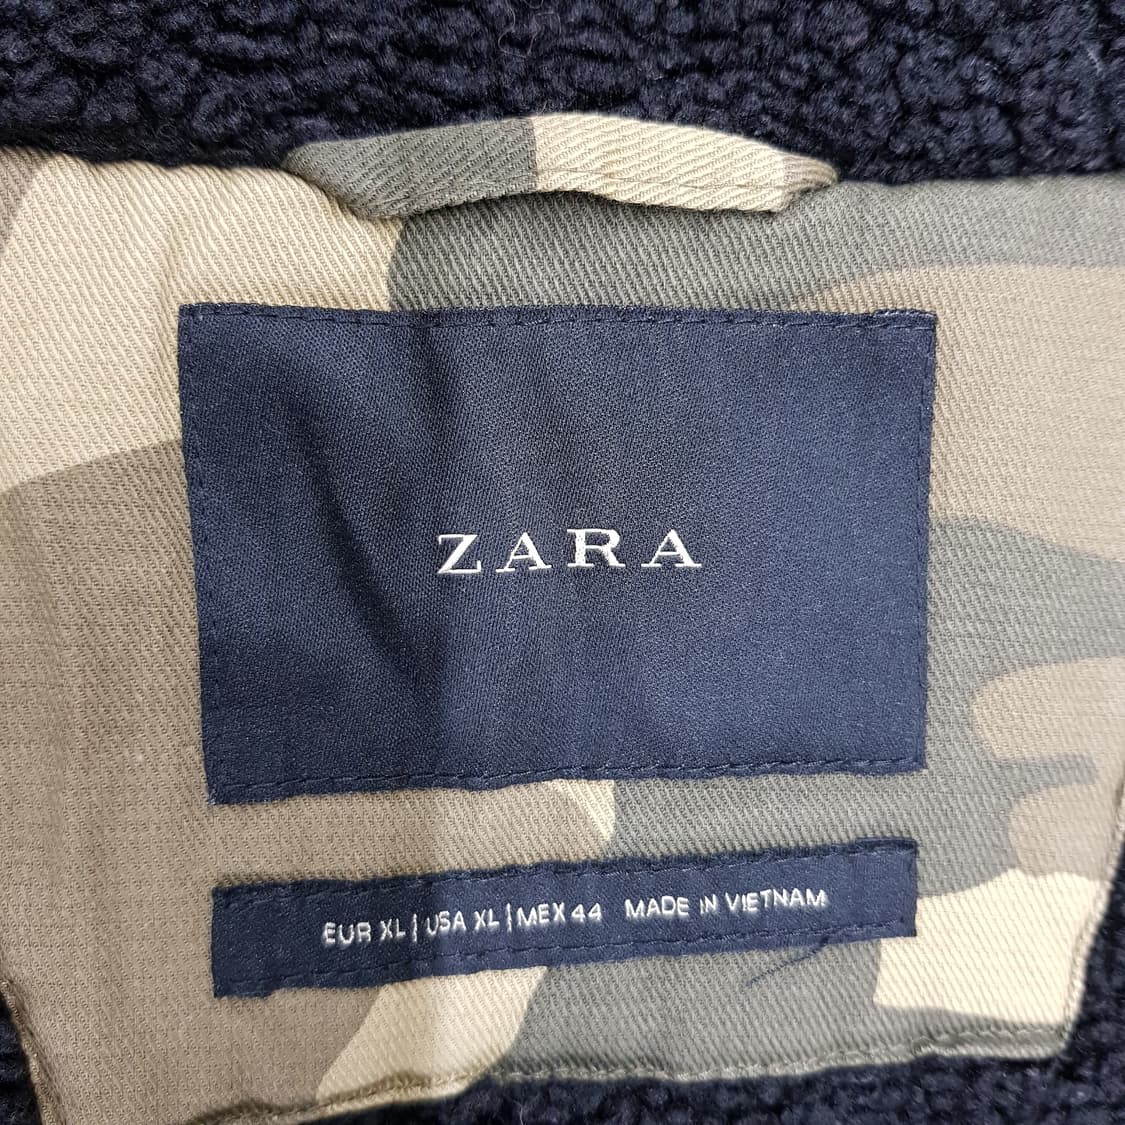 ZARA
EUR XL | USA XL | MEX 44 MADE IN VIETNAM